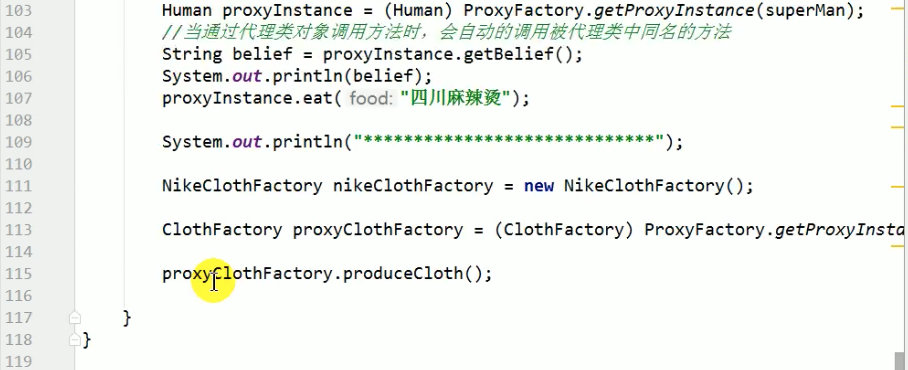 103 Human proxyInstance = (Human) ProxyFactory.getProxyInstance(superMan);
104 //当通过代理类对象调用方法时，会自动的调用被代理类中同名的方法
105 String belief = proxyInstance.getBelief();
106 System.out.println(belief);
107 proxyInstance.eat( food: "四川麻辣烫");
108
109 System.out.println("*****************************");
110
111 NikeClothFactory nikeClothFactory = new NikeClothFactory();
112
113 ClothFactory proxyClothFactory = (ClothFactory) ProxyFactory.getProxyInsta
114
115 proxyClothFactory.produceCloth();
116
117 }
118 }
119